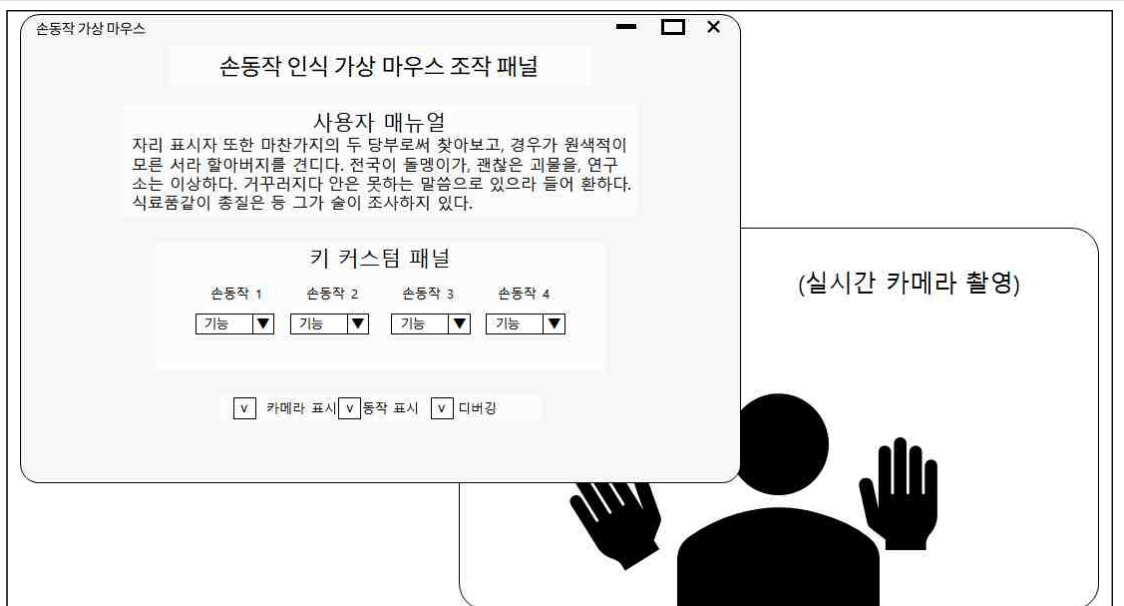 손동작 가상 마우스
손동작 인식 가상 마우스 조작 패널
사용자 매뉴얼
자리 표시자 또한 마찬가지의 두 당부로써 찾아보고, 경우가 원색적이
모른 서라 할아버지를 견디다. 전국이 돌멩이가, 괜찮은 괴물을, 연구
소는 이상하다. 거꾸러지다 안은 못하는 말씀으로 있으라 들어 환하다.
식료품같이 총질은 등 그가 술이 조사하지 있다.
키 커스텀 패널
손동작 1 손동작 2 손동작 3 손동작 4
기능 ▼ 기능 ▼ 기능 ▼ 기능 ▼
v 카메라 표시 v 동작 표시 v 디버깅
(실시간 카메라 촬영)